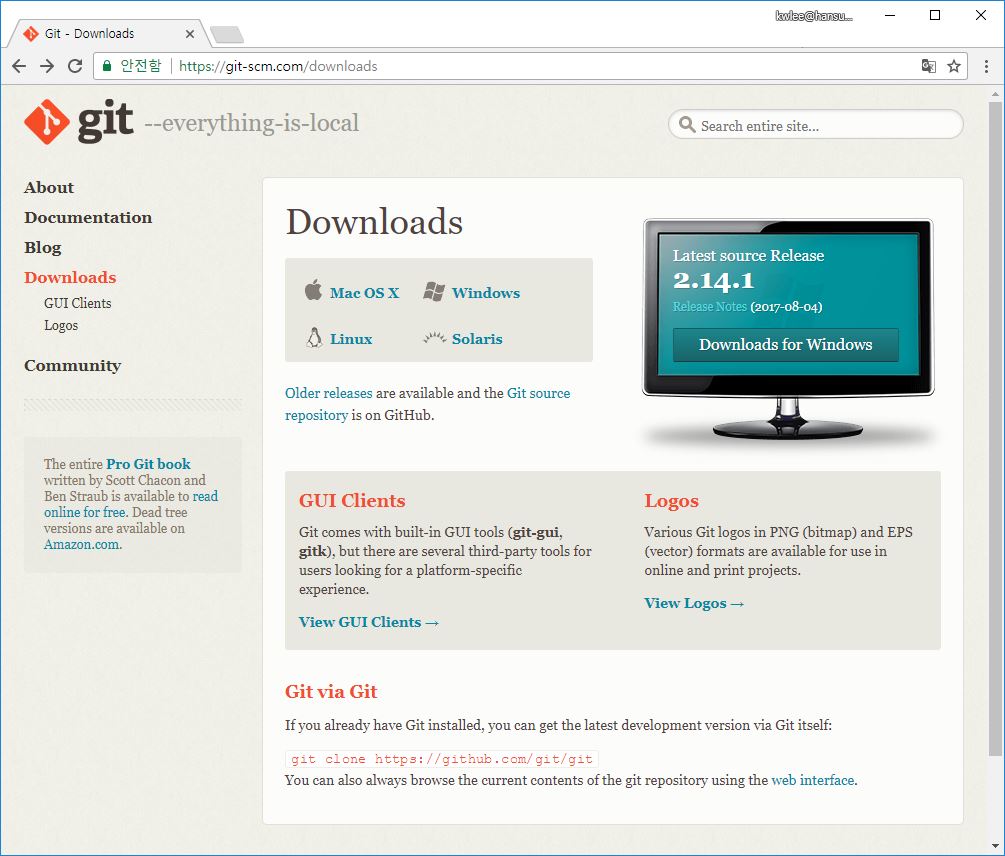 kwlee@hansu...
Git - Downloads
안전함 https://git-scm.com/downloads
git --everything-is-local
Search entire site...
About
Documentation
Blog
Downloads
GUI Clients
Logos
Community
The entire Pro Git book
written by Scott Chacon and
Ben Straub is available to read
online for free. Dead tree
versions are available on
Amazon.com.
Downloads
Mac OS X Windows
Linux Solaris
Older releases are available and the Git source
repository is on GitHub.
Latest source Release
2.14.1
Release Notes (2017-08-04)
Downloads for Windows
GUI Clients
Git comes with built-in GUI tools (git-gui,
gitk), but there are several third-party tools for
users looking for a platform-specific
experience.
View GUI Clients →
Logos
Various Git logos in PNG (bitmap) and EPS
(vector) formats are available for use in
online and print projects.
View Logos →
Git via Git
If you already have Git installed, you can get the latest development version via Git itself:
git clone https://github.com/git/git
You can also always browse the current contents of the git repository using the web interface.